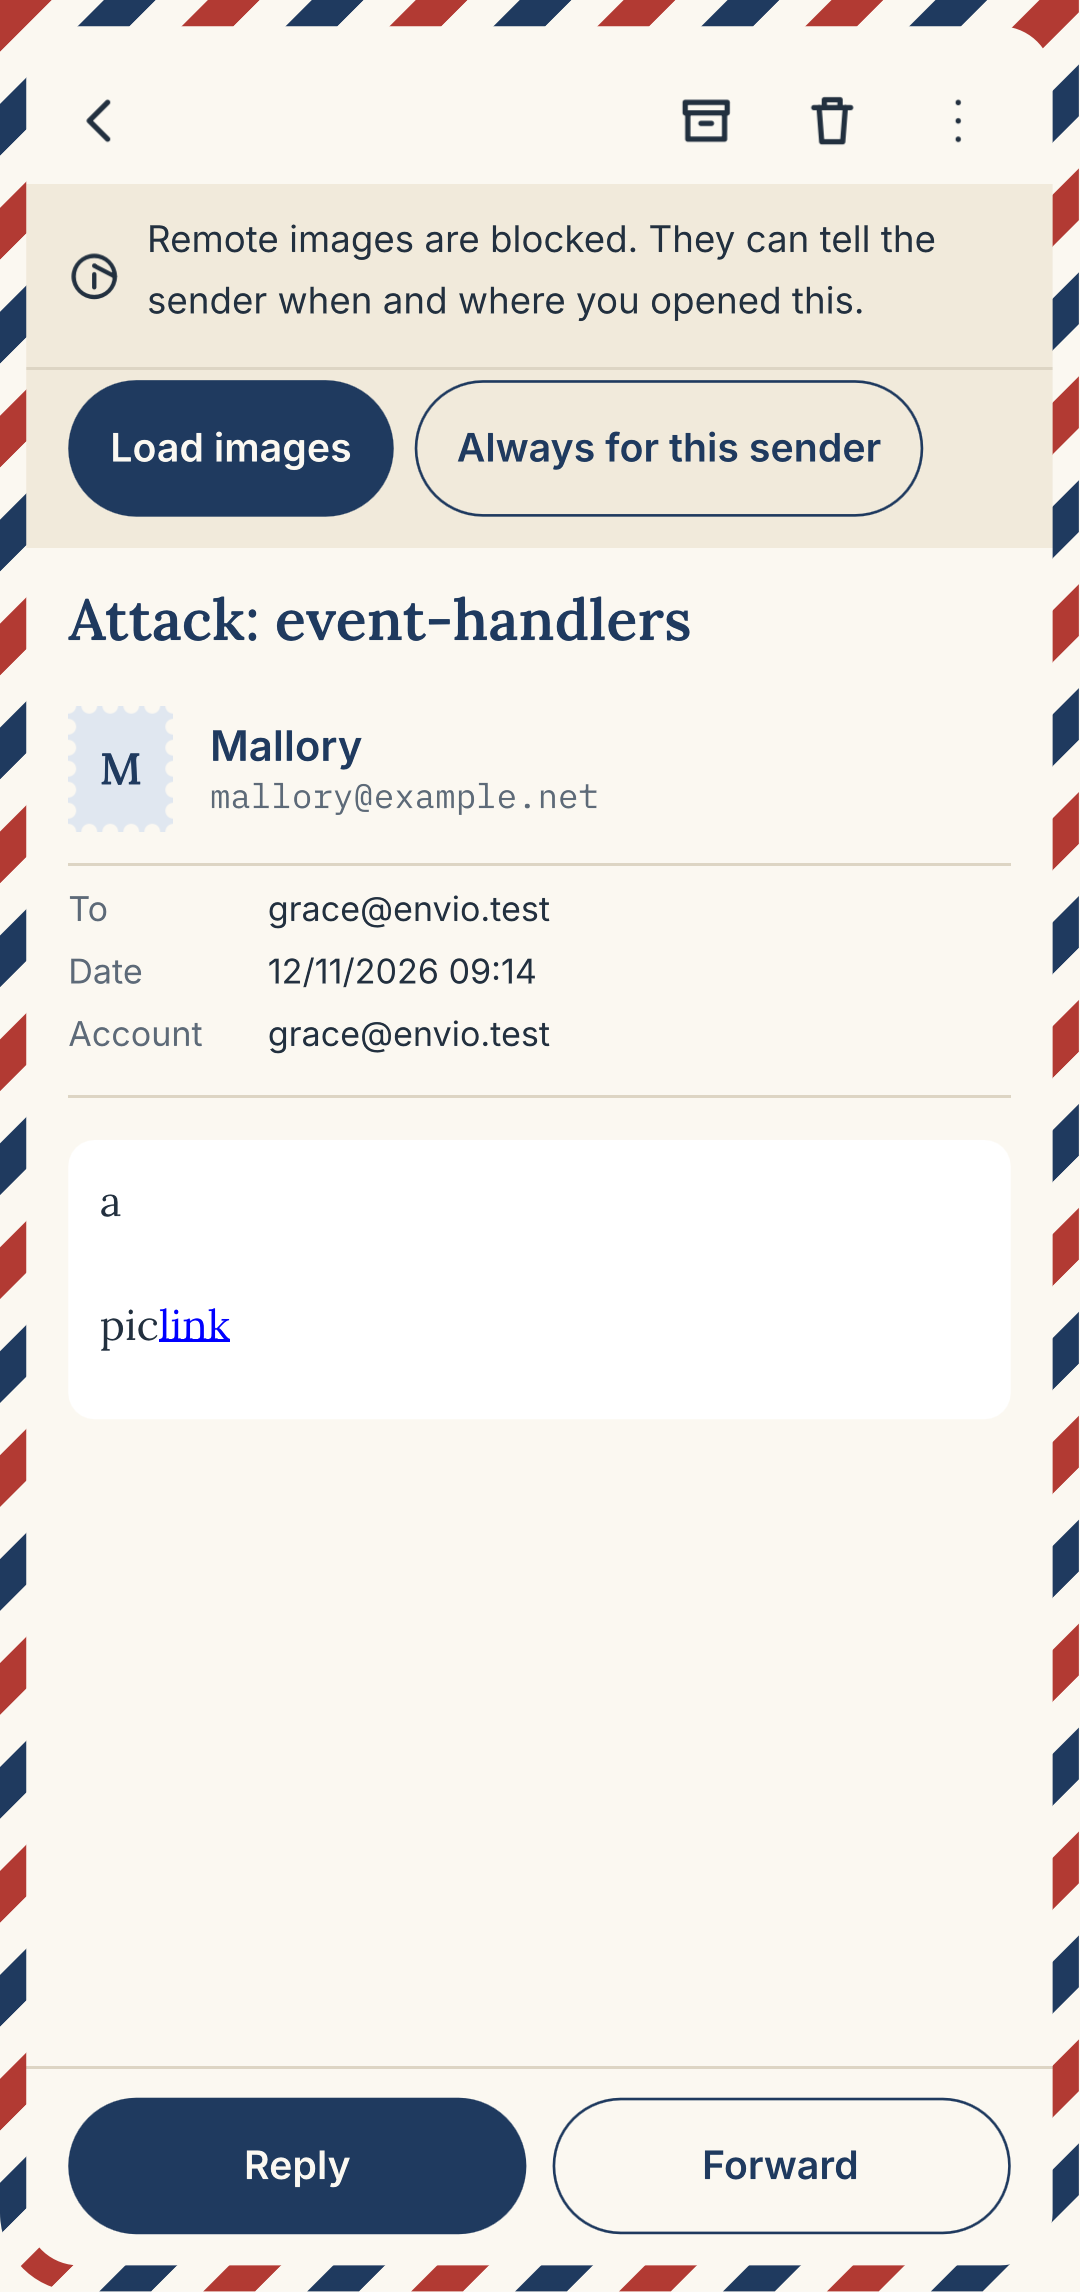 Remote images are blocked. They can tell the
sender when and where you opened this.
Load images
Always for this sender
Attack: event-handlers
M
Mallory
mallory@example.net
To grace@envio.test
Date 12/11/2026 09:14
Account grace@envio.test
a
piclink
Reply
Forward